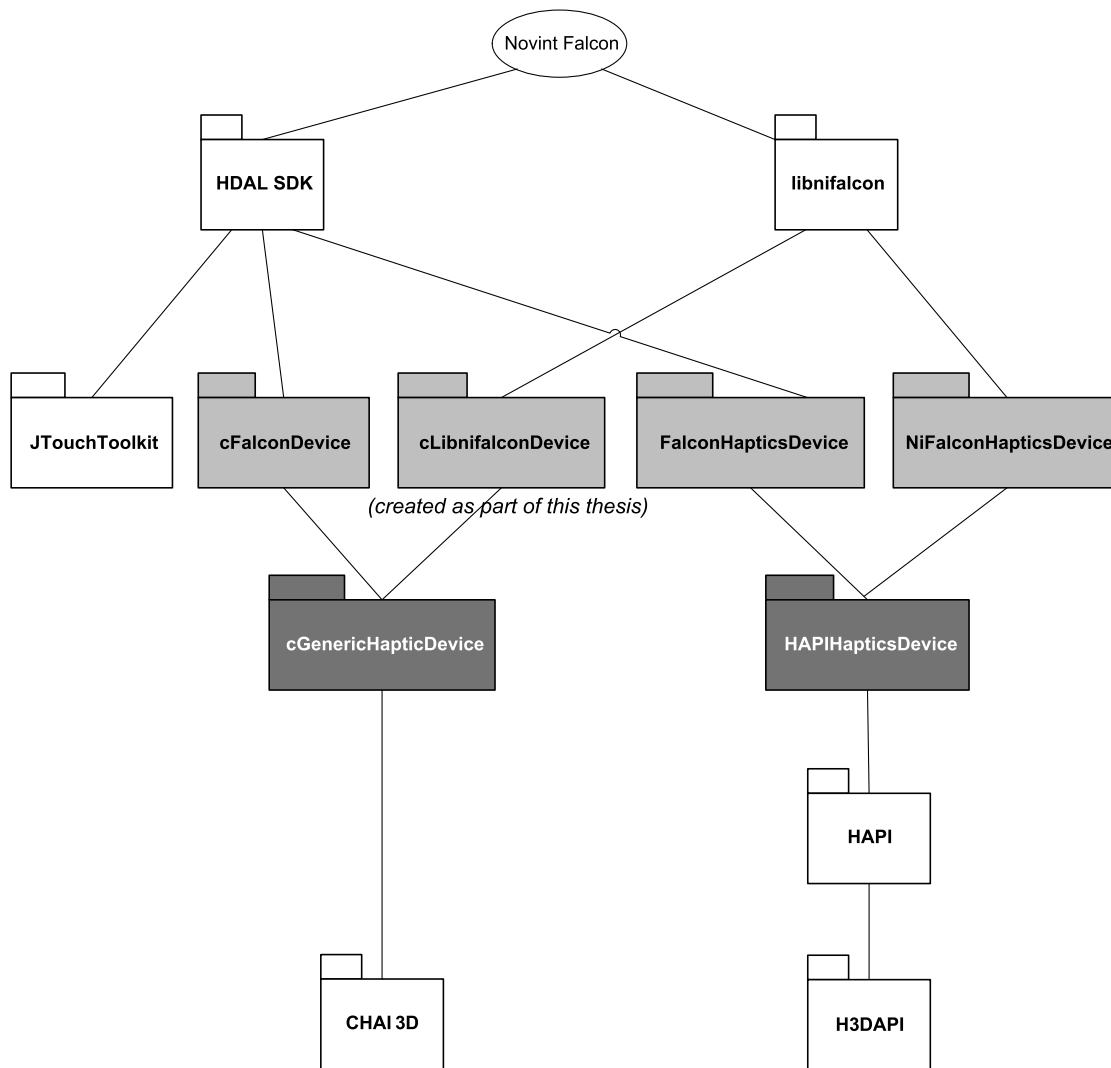 Novint Falcon
HDAL SDK
libnifalcon
JTouchToolkit
cFalconDevice
cLibnifalconDevice
FalconHapticsDevice
NiFalconHapticsDevice
(created as part of this thesis)
cGenericHapticDevice
HAPIHapticsDevice
HAPI
CHAI 3D
H3DAPI